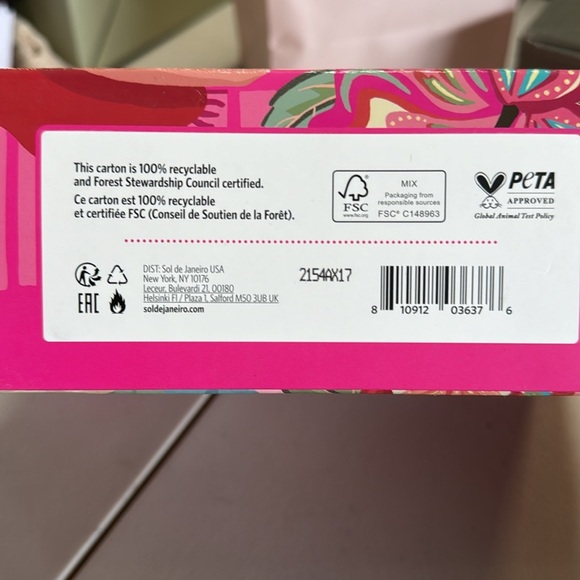 This carton is 100% recyclable
and Forest Stewardship Council certified.
Ce carton est 100% recyclable
et certifiée FSC (Conseil de Soutien de la Forêt).
FSC
www.fsc.org
MIX
Packaging from
responsible sources
FSC® C148963
PETA
APPROVED
Global Animal Test Policy
EAC
DIST: Sol de Janeiro USA
New York, NY 10176
Leceur, Bulevardi 21, 00180
Helsinki FI / Plaza 1, Salford M50 3UB UK
soldejaneiro.com
2154AX17
8 10912 03637 6